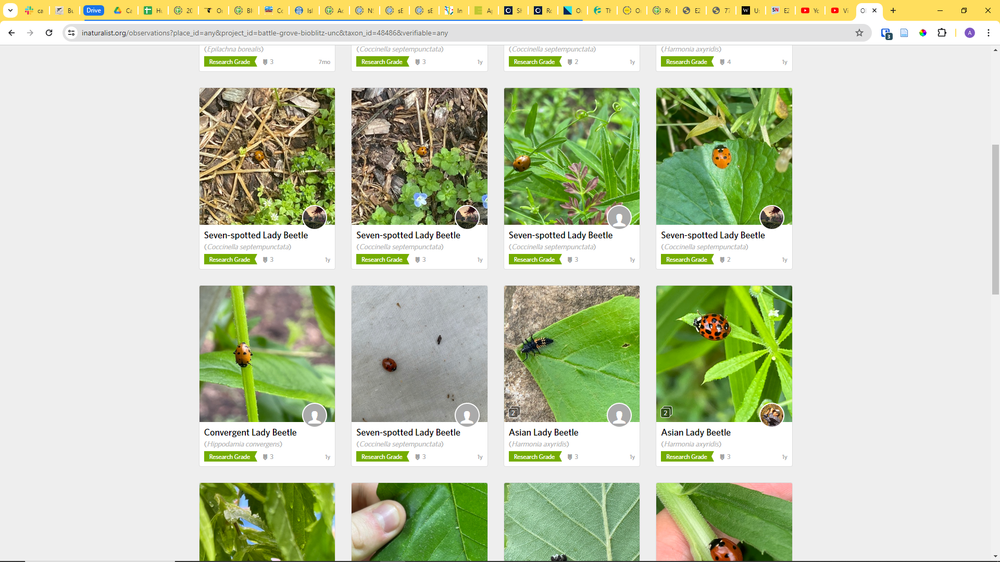 ca
Bu
Drive
Ca
Hu
20
On
Bl
Co
Isl
Ac
NS
sE
sE
In
Ap
Sh
Ro
O
Th
O
Re
EZ
77
Us
SN EZ
Yc
Vi
inaturalist.org/observations?place_id=any&project_id=battle-grove-bioblitz-unc&taxon_id=48486&verifiable=any
3
A
(Epilachna borealis)
(Coccinella septempunctata)
(Coccinella septempunctata)
(Harmonia axyridis)
Research Grade 3 7mo
Research Grade 3 1y
Research Grade 2 1y
Research Grade 4 1y
Seven-spotted Lady Beetle
(Coccinella septempunctata)
Research Grade 3 1y
Seven-spotted Lady Beetle
(Coccinella septempunctata)
Research Grade 3 1y
Seven-spotted Lady Beetle
(Coccinella septempunctata)
Research Grade 3 1y
Seven-spotted Lady Beetle
(Coccinella septempunctata)
Research Grade 2 1y
Convergent Lady Beetle
(Hippodamia convergens)
Research Grade 3 1y
Seven-spotted Lady Beetle
(Coccinella septempunctata)
Research Grade 3 1y
2
Asian Lady Beetle
(Harmonia axyridis)
Research Grade 3 1y
2
Asian Lady Beetle
(Harmonia axyridis)
Research Grade 3 1y